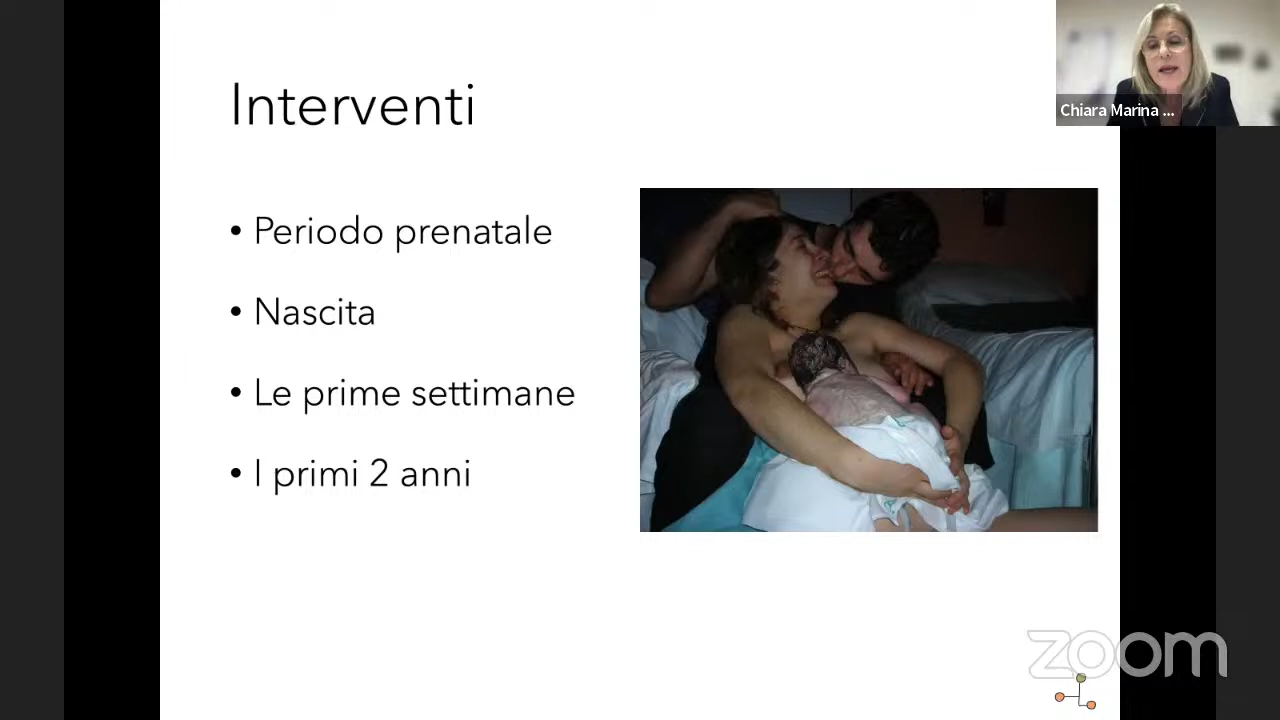 Interventi
• Periodo prenatale
• Nascita
• Le prime settimane
• I primi 2 anni
Chiara Marina ...
zoom